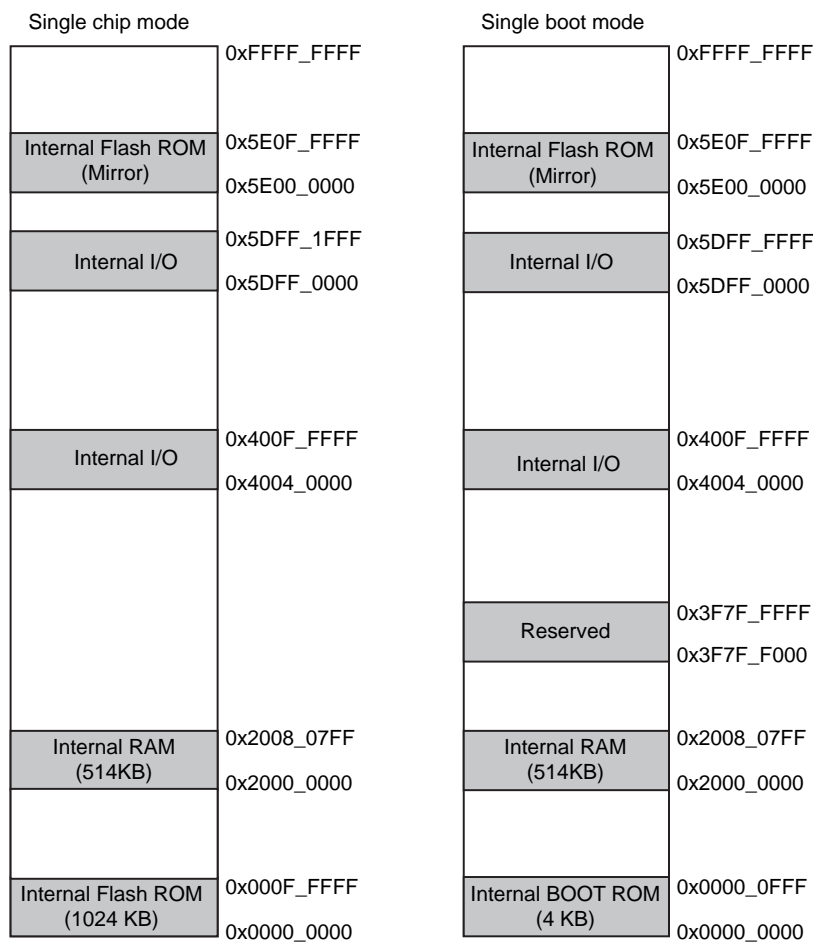 Single chip mode
0xFFFF_FFFF
Internal Flash ROM
(Mirror)
0x5E0F_FFFF
0x5E00_0000
Internal I/O
0x5DFF_1FFF
0x5DFF_0000
Internal I/O
0x400F_FFFF
0x4004_0000
Internal RAM
(514KB)
0x2008_07FF
0x2000_0000
Internal Flash ROM
(1024 KB)
0x000F_FFFF
0x0000_0000
Single boot mode
0xFFFF_FFFF
Internal Flash ROM
(Mirror)
0x5E0F_FFFF
0x5E00_0000
Internal I/O
0x5DFF_FFFF
0x5DFF_0000
Internal I/O
0x400F_FFFF
0x4004_0000
Reserved
0x3F7F_FFFF
0x3F7F_F000
Internal RAM
(514KB)
0x2008_07FF
0x2000_0000
Internal BOOT ROM
(4 KB)
0x0000_0FFF
0x0000_0000